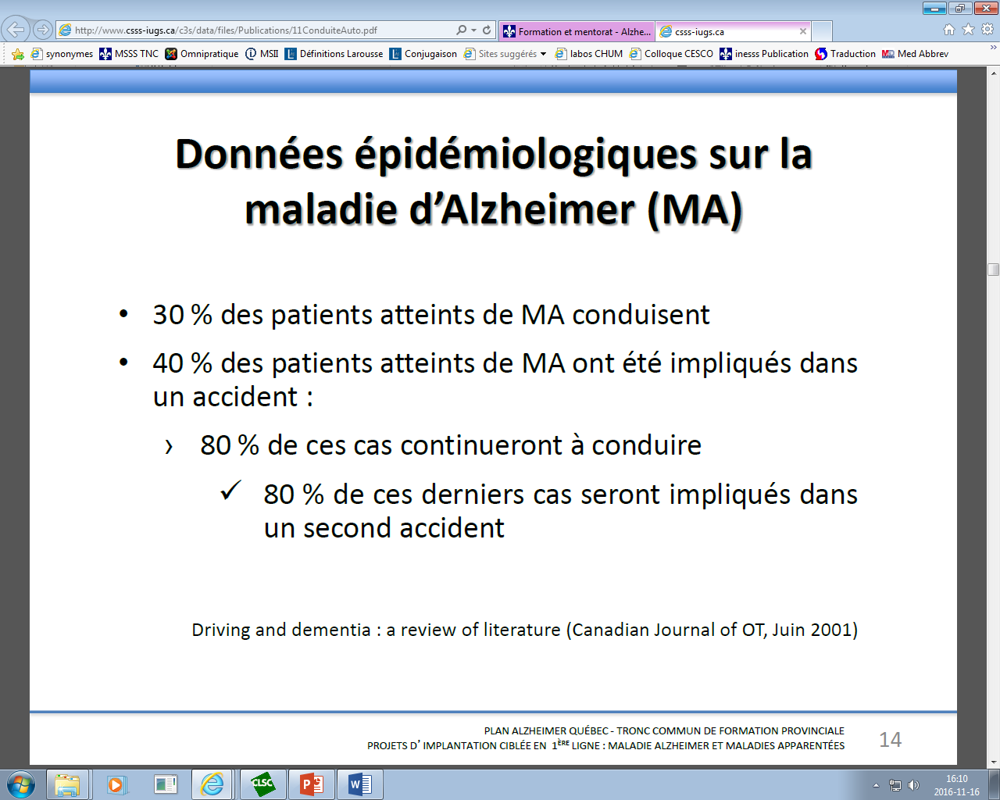 http://www.csss-iugs.ca/c3s/data/files/Publications/11ConduiteAuto.pdf
Formation et mentorat - Alzhe...
csss-iugs.ca
synonymes
MSSS TNC
Omnipratique
MSII
Définitions Larousse
Conjugaison
Sites suggérés
labos CHUM
Colloque CESCO
inesss Publication
Traduction
Med Abbrev
Données épidémiologiques sur la
maladie d’Alzheimer (MA)
• 30 % des patients atteints de MA conduisent
• 40 % des patients atteints de MA ont été impliqués dans
un accident :
› 80 % de ces cas continueront à conduire
✓ 80 % de ces derniers cas seront impliqués dans
un second accident
Driving and dementia : a review of literature (Canadian Journal of OT, Juin 2001)
PLAN ALZHEIMER QUÉBEC - TRONC COMMUN DE FORMATION PROVINCIALE
PROJETS D’ IMPLANTATION CIBLÉE EN 1ÈRE LIGNE : MALADIE ALZHEIMER ET MALADIES APPARENTÉES
14
CLSC
16:10
2016-11-16